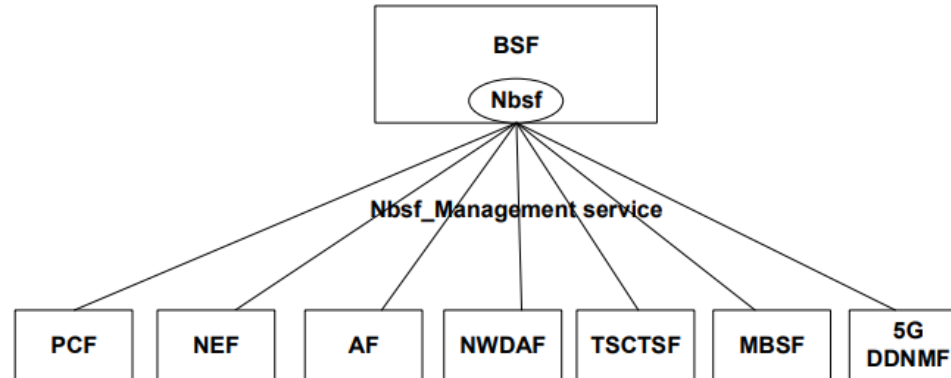 BSF
Nbsf
Nbsf_Management service
PCF
NEF
AF
NWDAF
TSCTSF
MBSF
5G
DDNMF